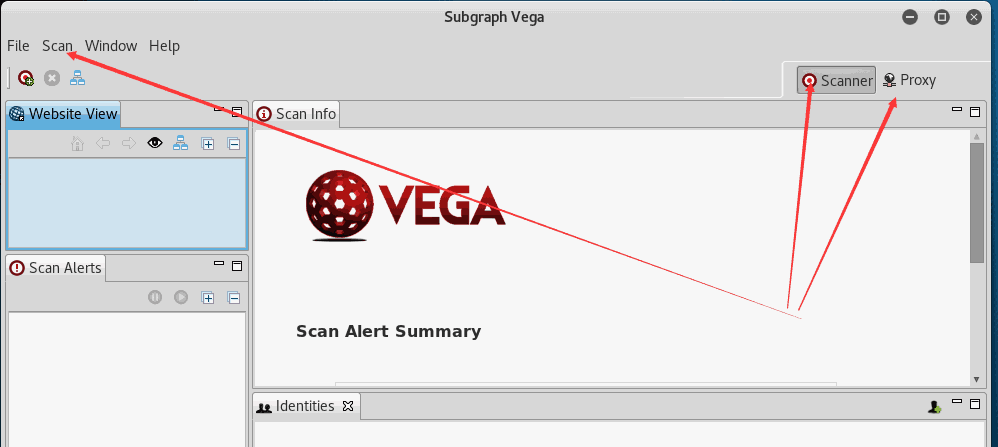 Subgraph Vega
File Scan Window Help
Scanner Proxy
Website View
Scan Info
VEGA
Scan Alerts
Scan Alert Summary
Identities